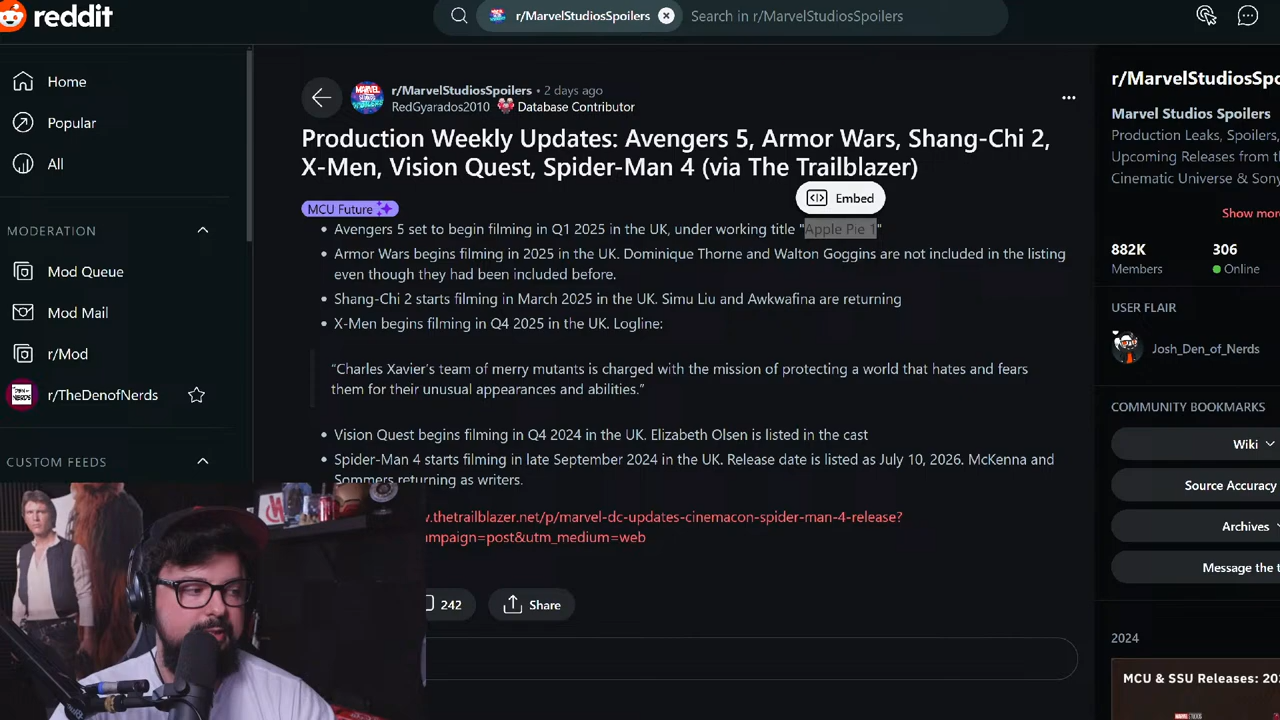 reddit
r/MarvelStudiosSpoilers
Search in r/MarvelStudiosSpoilers
Home
Popular
All
MODERATION
Mod Queue
Mod Mail
r/Mod
r/TheDenofNerds
CUSTOM FEEDS
r/MarvelStudiosSpoilers • 2 days ago
RedGyarados2010 Database Contributor
Production Weekly Updates: Avengers 5, Armor Wars, Shang-Chi 2,
X-Men, Vision Quest, Spider-Man 4 (via The Trailblazer)
Embed
MCU Future
• Avengers 5 set to begin filming in Q1 2025 in the UK, under working title "Apple Pie 1"
• Armor Wars begins filming in 2025 in the UK. Dominique Thorne and Walton Goggins are not included in the listing
even though they had been included before.
• Shang-Chi 2 starts filming in March 2025 in the UK. Simu Liu and Awkwafina are returning
• X-Men begins filming in Q4 2025 in the UK. Logline:
“Charles Xavier’s team of merry mutants is charged with the mission of protecting a world that hates and fears
them for their unusual appearances and abilities.”
• Vision Quest begins filming in Q4 2024 in the UK. Elizabeth Olsen is listed in the cast
• Spider-Man 4 starts filming in late September 2024 in the UK. Release date is listed as July 10, 2026. McKenna and
Sommers returning as writers.
.thetrailblazer.net/p/marvel-dc-updates-cinemacon-spider-man-4-release?
ampaign=post&utm_medium=web
242
Share
r/MarvelStudiosSpo
Marvel Studios Spoilers
Production Leaks, Spoilers,
Upcoming Releases from t
Cinematic Universe & Sony
Show mor
882K
Members
306
Online
USER FLAIR
Josh_Den_of_Nerds
COMMUNITY BOOKMARKS
Wiki
Source Accuracy
Archives
Message the t
2024
MCU & SSU Releases: 202